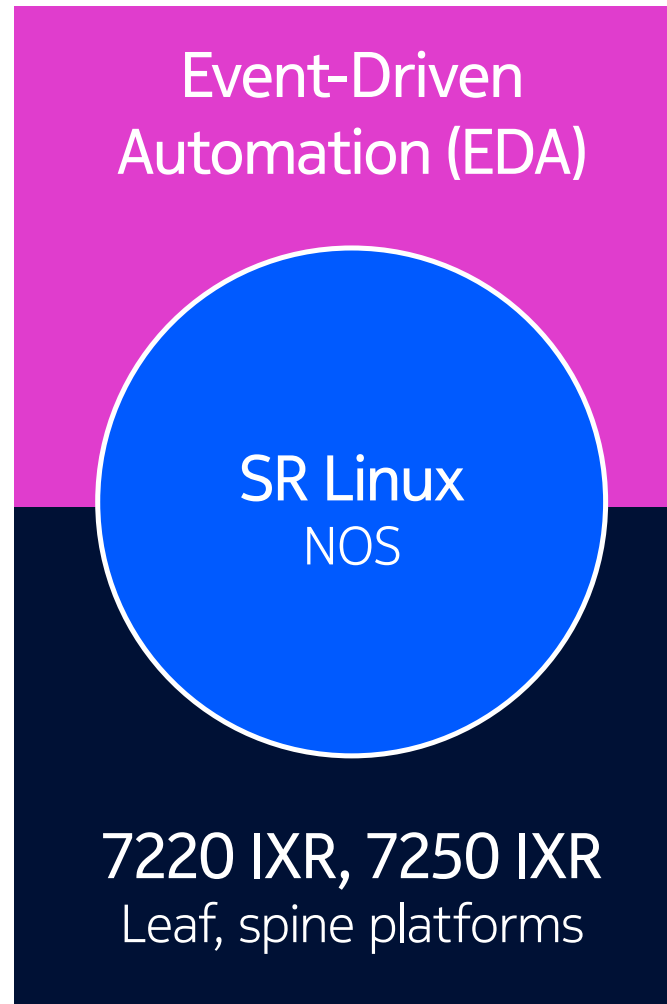 Event-Driven
Automation (EDA)
SR Linux
NOS
7220 IXR, 7250 IXR
Leaf, spine platforms